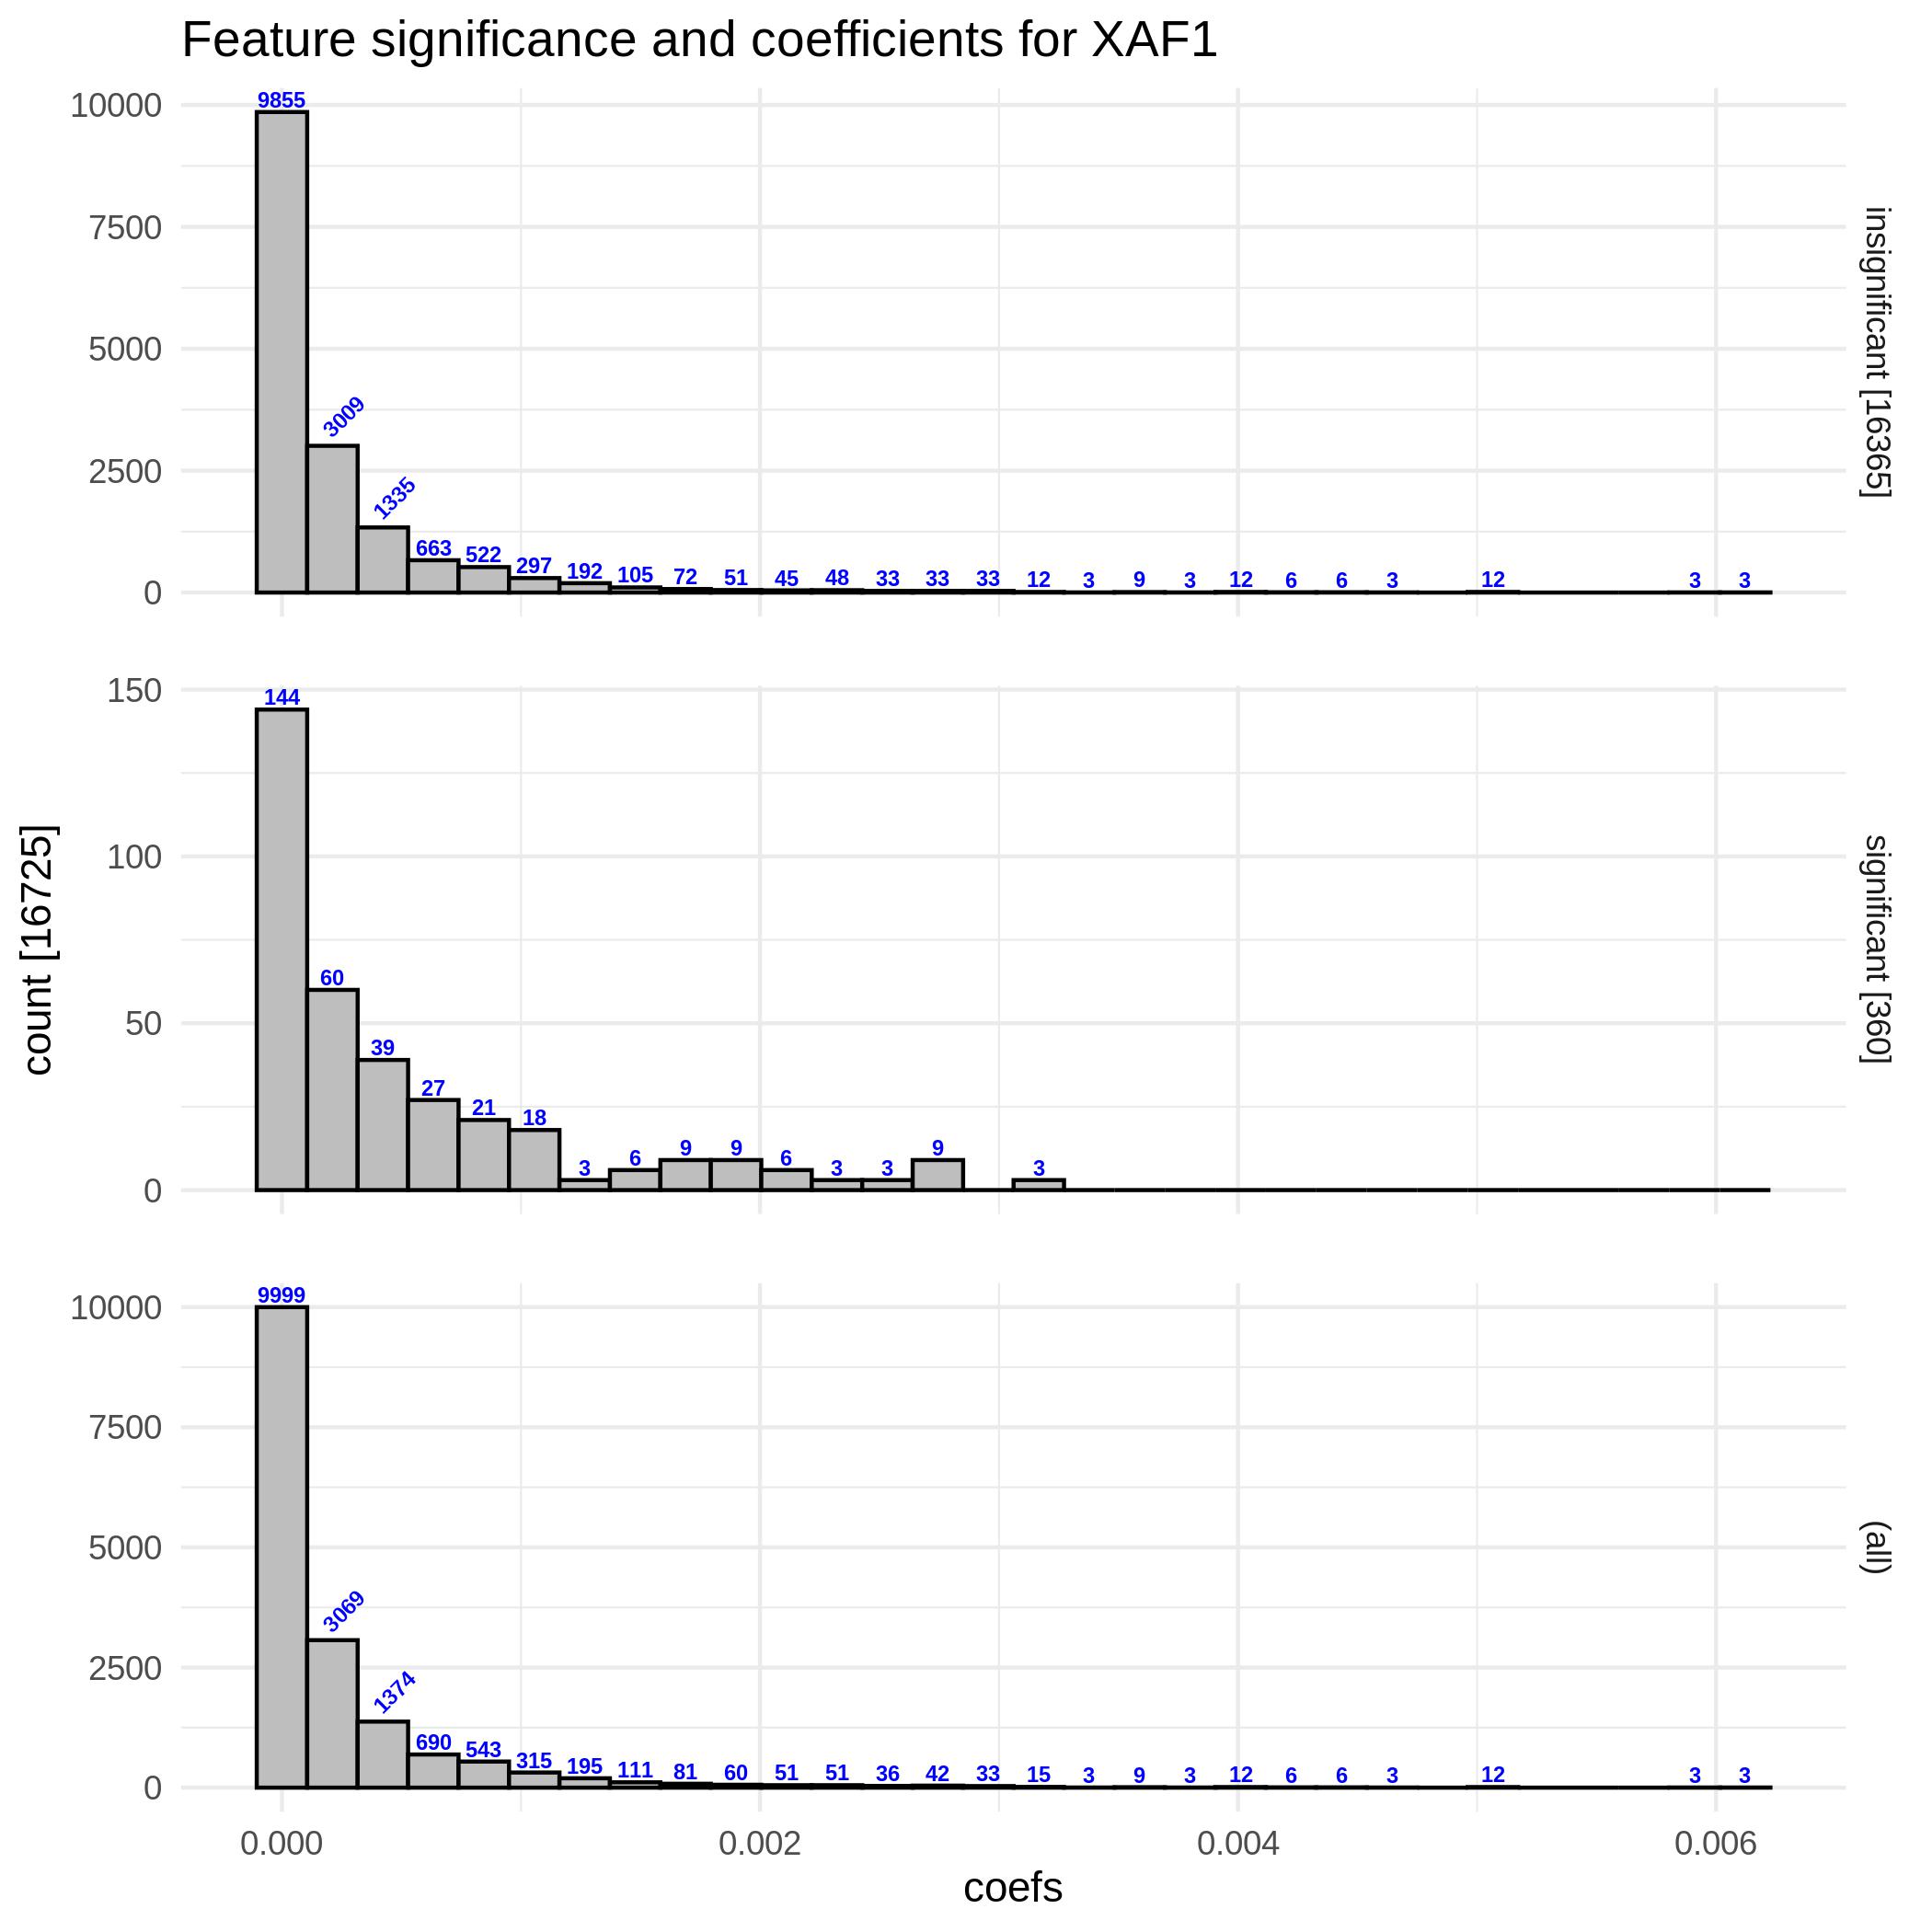 Feature significance and coefficients for XAF1
10000
7500
5000
2500
0
9855
3009
1335
663 522 297 192 105 72 51 45 48 33 33 33 12 3 9 3 12 6 6 3 12 3 3
insignificant [16365]
count [16725]
150
100
50
0
144
60
39
27
21
18
3 6 9 9 6 3 3 9 3
significant [360]
10000
7500
5000
2500
0
9999
3069
1374
690 543 315 195 111 81 60 51 51 36 42 33 15 3 9 3 12 6 6 3 12 3 3
(all)
0.000 0.002 0.004 0.006
coefs